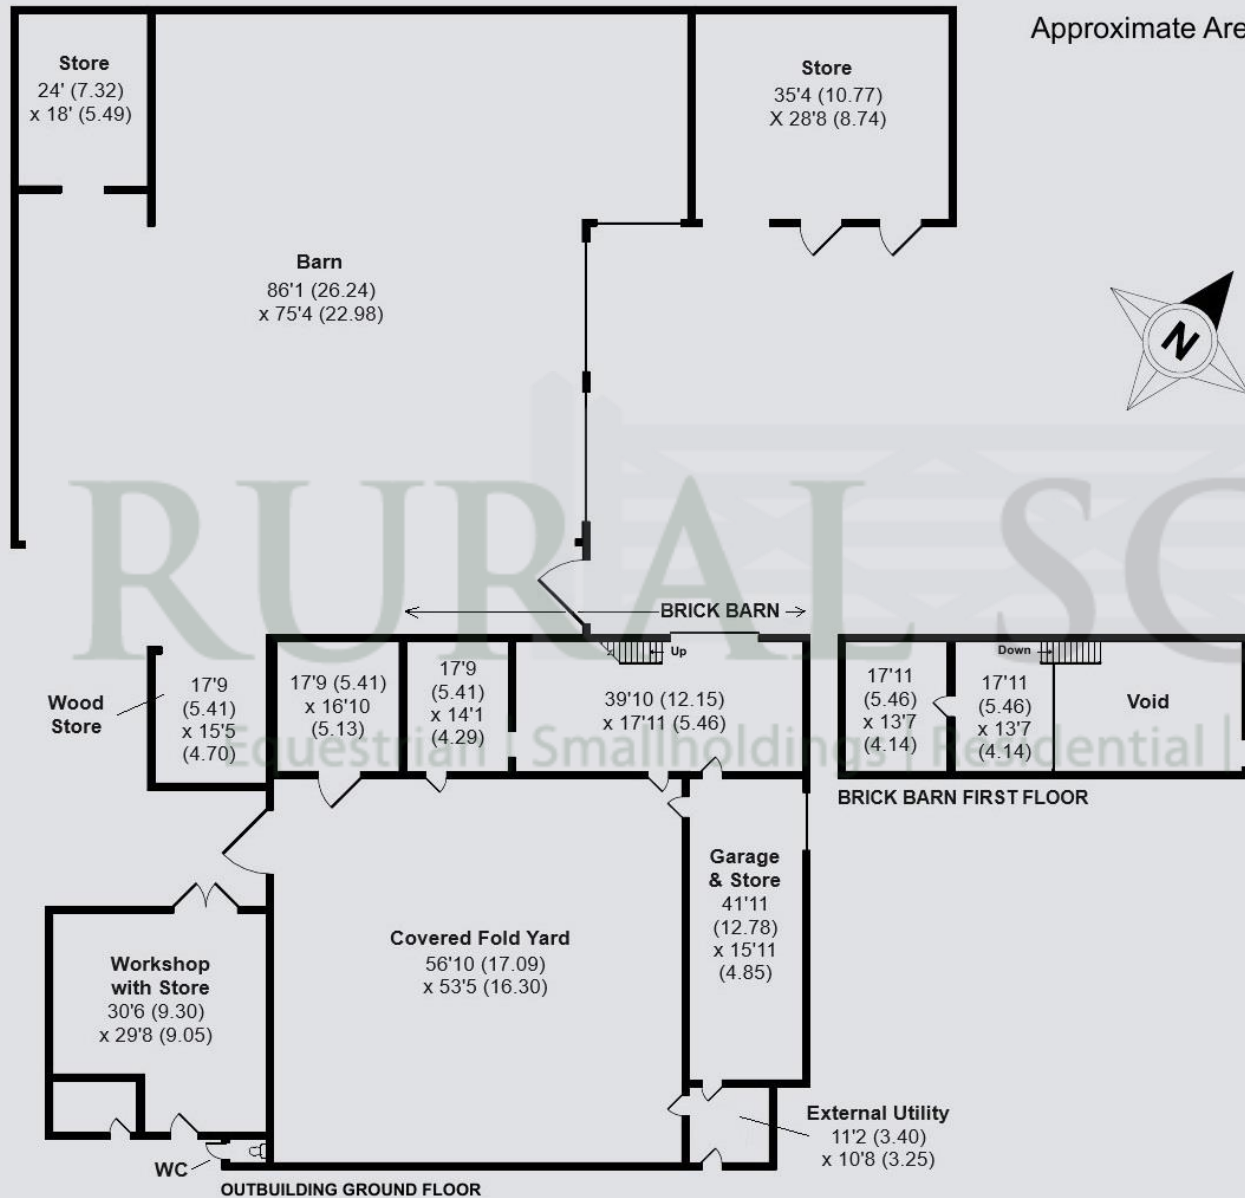 Approximate Are
Store
24' (7.32)
x 18' (5.49)
Store
35'4 (10.77)
X 28'8 (8.74)
Barn
86'1 (26.24)
x 75'4 (22.98)
N
RURAL SC
BRICK BARN
Up
Wood
Store
17'9
(5.41)
x 15'5
(4.70)
17'9 (5.41)
x 16'10
(5.13)
17'9
(5.41)
x 14'1
(4.29)
39'10 (12.15)
x 17'11 (5.46)
17'11
(5.46)
x 13'7
(4.14)
Down
17'11
(5.46)
x 13'7
(4.14)
Void
Equestrian | Smallholdings | Residential |
BRICK BARN FIRST FLOOR
Garage
& Store
41'11
(12.78)
x 15'11
(4.85)
Covered Fold Yard
56'10 (17.09)
x 53'5 (16.30)
Workshop
with Store
30'6 (9.30)
x 29'8 (9.05)
External Utility
11'2 (3.40)
x 10'8 (3.25)
WC
OUTBUILDING GROUND FLOOR